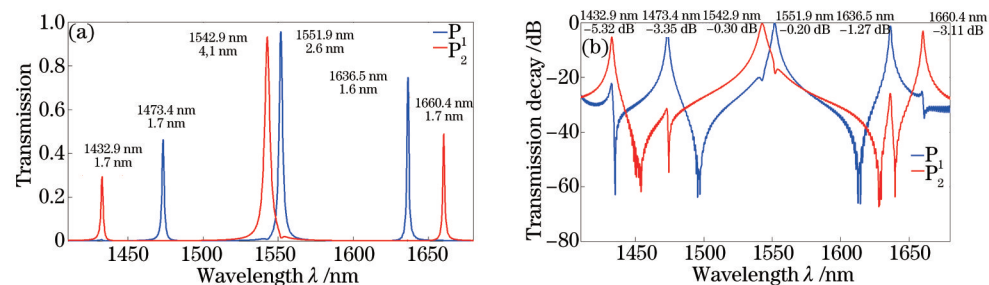 (a)
1.0
0.8
0.6
0.4
0.2
0
Transmission
1432.9 nm
1.7 nm
1473.4 nm
1.7 nm
1542.9 nm
4,1 nm
1551.9 nm
2.6 nm
1636.5 nm
1.6 nm
1660.4 nm
1.7 nm
P1
P2
1450 1500 1550 1600 1650
Wavelength λ /nm
(b)
0
−20
−40
−60
−80
Transmission decay /dB
1432.9 nm 1473.4 nm 1542.9 nm 1551.9 nm 1636.5 nm 1660.4 nm
−5.32 dB −3.35 dB −0.30 dB −0.20 dB −1.27 dB −3.11 dB
P1
P2
1450 1500 1550 1600 1650
Wavelength λ /nm